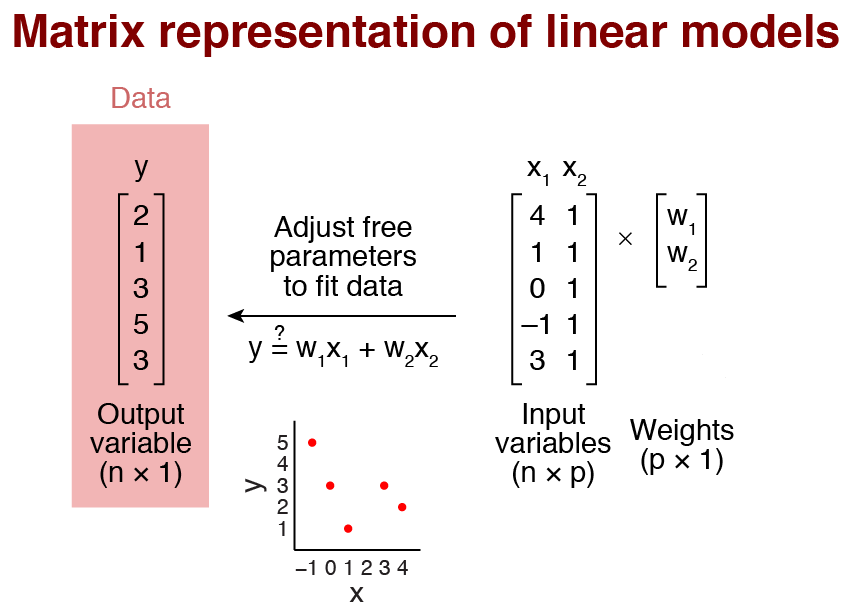 Matrix representation of linear models
Data
y
2
1
3
5
3
Output
variable
(n × 1)
Adjust free
parameters
to fit data
y ≟ w₁x₁ + w₂x₂
x₁ x₂
4 1
1 1
0 1
–1 1
3 1
×
w₁
w₂
Input
variables
(n × p)
Weights
(p × 1)
y
5
4
3
2
1
–1 0 1 2 3 4
x